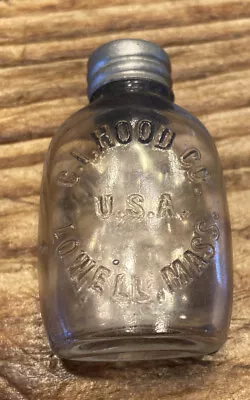 C.I.HOOD CO.
U.S.A.
LOWELL, MASS.